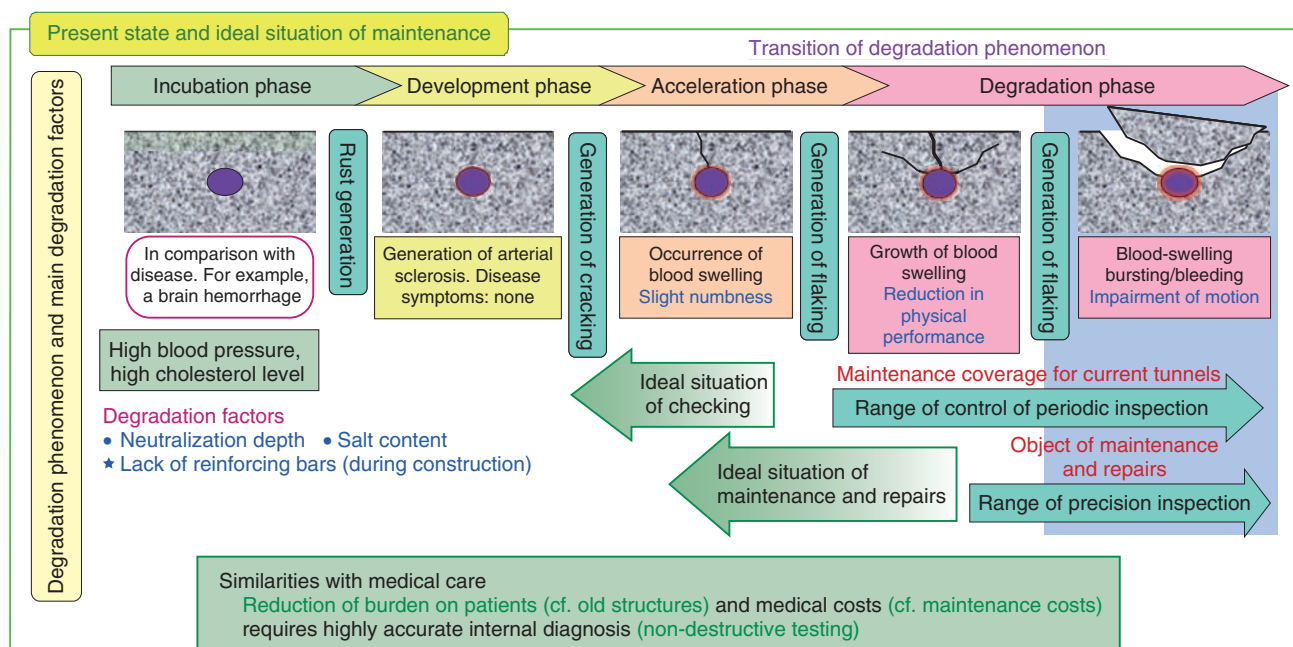 Present state and ideal situation of maintenance
Transition of degradation phenomenon
Degradation phenomenon and main degradation factors
Incubation phase
Development phase
Acceleration phase
Degradation phase
Rust generation
Generation of cracking
Generation of flaking
Generation of flaking
In comparison with
disease. For example,
a brain hemorrhage
Generation of arterial
sclerosis. Disease
symptoms: none
Occurrence of
blood swelling
Slight numbness
Growth of blood
swelling
Reduction in
physical
performance
Blood-swelling
bursting/bleeding
Impairment of motion
High blood pressure,
high cholesterol level
Ideal situation
of checking
Maintenance coverage for current tunnels
Range of control of periodic inspection
Degradation factors
• Neutralization depth • Salt content
★ Lack of reinforcing bars (during construction)
Ideal situation of
maintenance and repairs
Object of maintenance
and repairs
Range of precision inspection
Similarities with medical care
Reduction of burden on patients (cf. old structures) and medical costs (cf. maintenance costs)
requires highly accurate internal diagnosis (non-destructive testing)